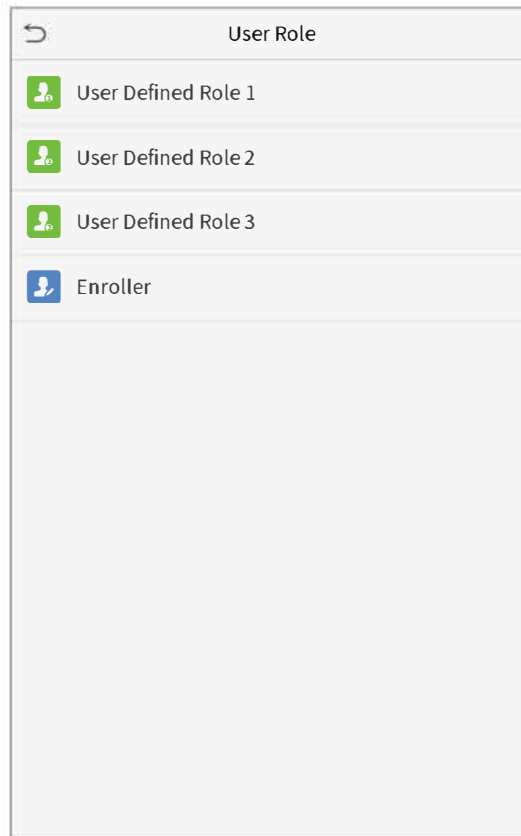 User Role
User Defined Role 1
User Defined Role 2
User Defined Role 3
Enroller